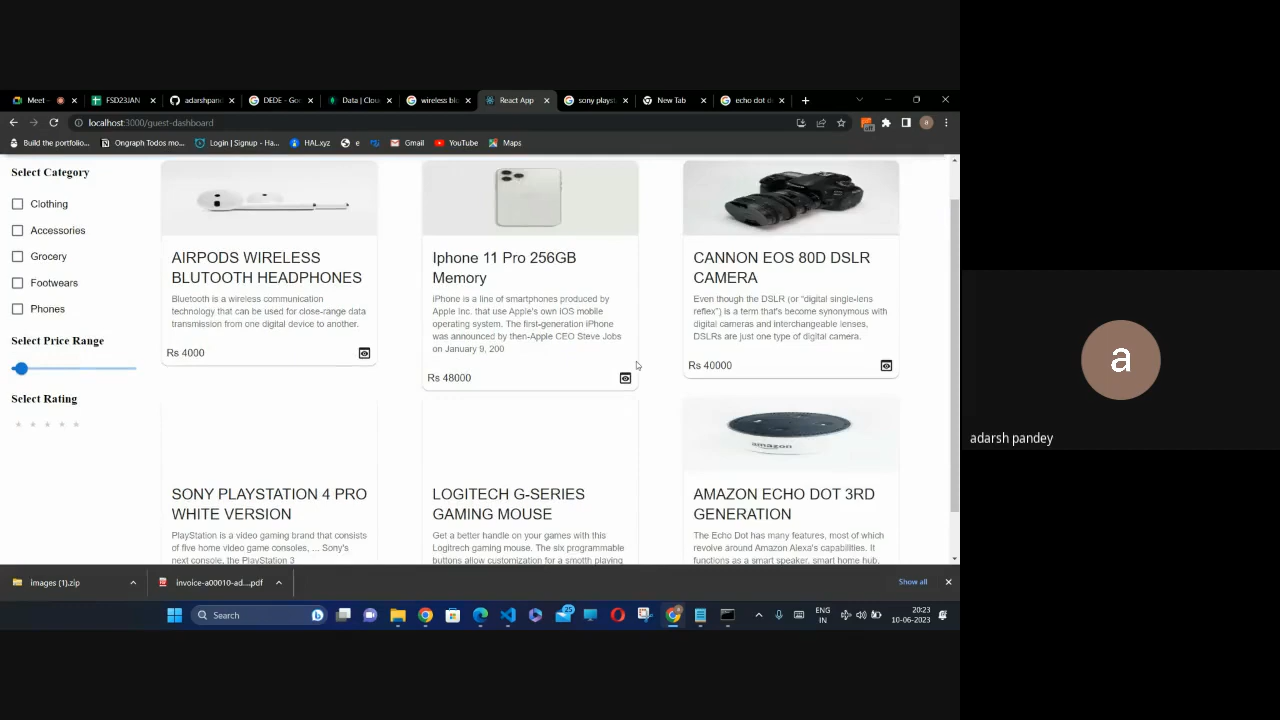 Meet -
FSD23JAN
adarshpan
DEDE - Go
Data | Clou
wireless blu
React App
sony playst
New Tab
echo dot d
localhost:3000/guest-dashboard
Build the portfolio...
Ongraph Todos mo...
Login | Signup - Ha...
HAL.xyz
e
Gmail
YouTube
Maps
Select Category
Clothing
Accessories
Grocery
Footwears
Phones
Select Price Range
Select Rating
AIRPODS WIRELESS
BLUTOOTH HEADPHONES
Bluetooth is a wireless communication
technology that can be used for close-range data
transmission from one digital device to another.
Rs 4000
Iphone 11 Pro 256GB
Memory
iPhone is a line of smartphones produced by
Apple Inc. that use Apple's own iOS mobile
operating system. The first-generation iPhone
was announced by then-Apple CEO Steve Jobs
on January 9, 200
Rs 48000
CANNON EOS 80D DSLR
CAMERA
Even though the DSLR (or "digital single-lens
reflex") is a term that's become synonymous with
digital cameras and interchangeable lenses,
DSLRs are just one type of digital camera.
Rs 40000
SONY PLAYSTATION 4 PRO
WHITE VERSION
PlayStation is a video gaming brand that consists
of five home video game consoles, ... Sony's
next console, the PlayStation 3
LOGITECH G-SERIES
GAMING MOUSE
Get a better handle on your games with this
Logitech gaming mouse. The six programmable
buttons allow customization for a smotth playing
amazon
AMAZON ECHO DOT 3RD
GENERATION
The Echo Dot has many features, most of which
revolve around Amazon Alexa's capabilities. It
functions as a smart speaker, smart home hub,
images (1).zip
invoice-a00010-ad....pdf
Show all
Search
25
ENG
IN
20:23
10-06-2023
a
adarsh pandey